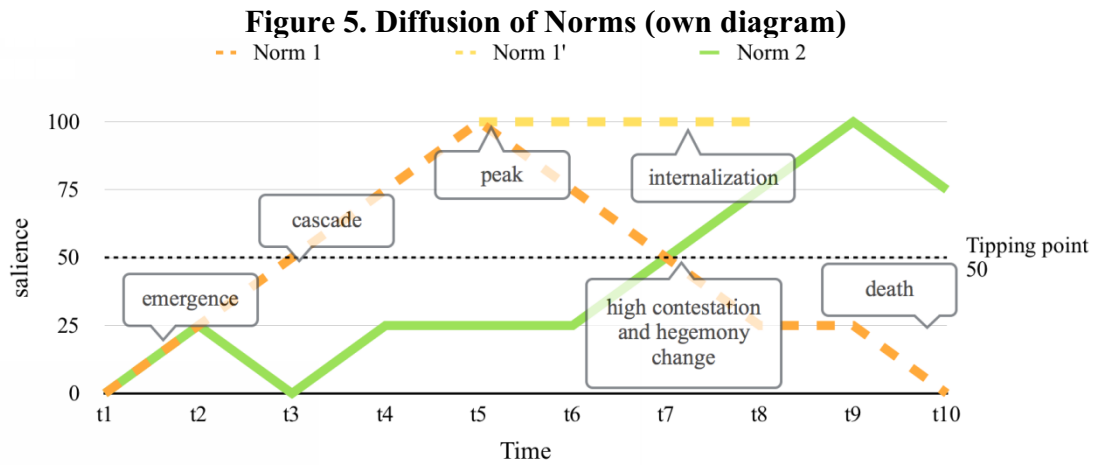 Figure 5. Diffusion of Norms (own diagram)
Norm 1 Norm 1' Norm 2
100
peak
internalization
75
cascade
salience
50
Tipping point
50
emergence
high contestation
and hegemony
change
death
25
0
t1 t2 t3 t4 t5 t6 t7 t8 t9 t10
Time